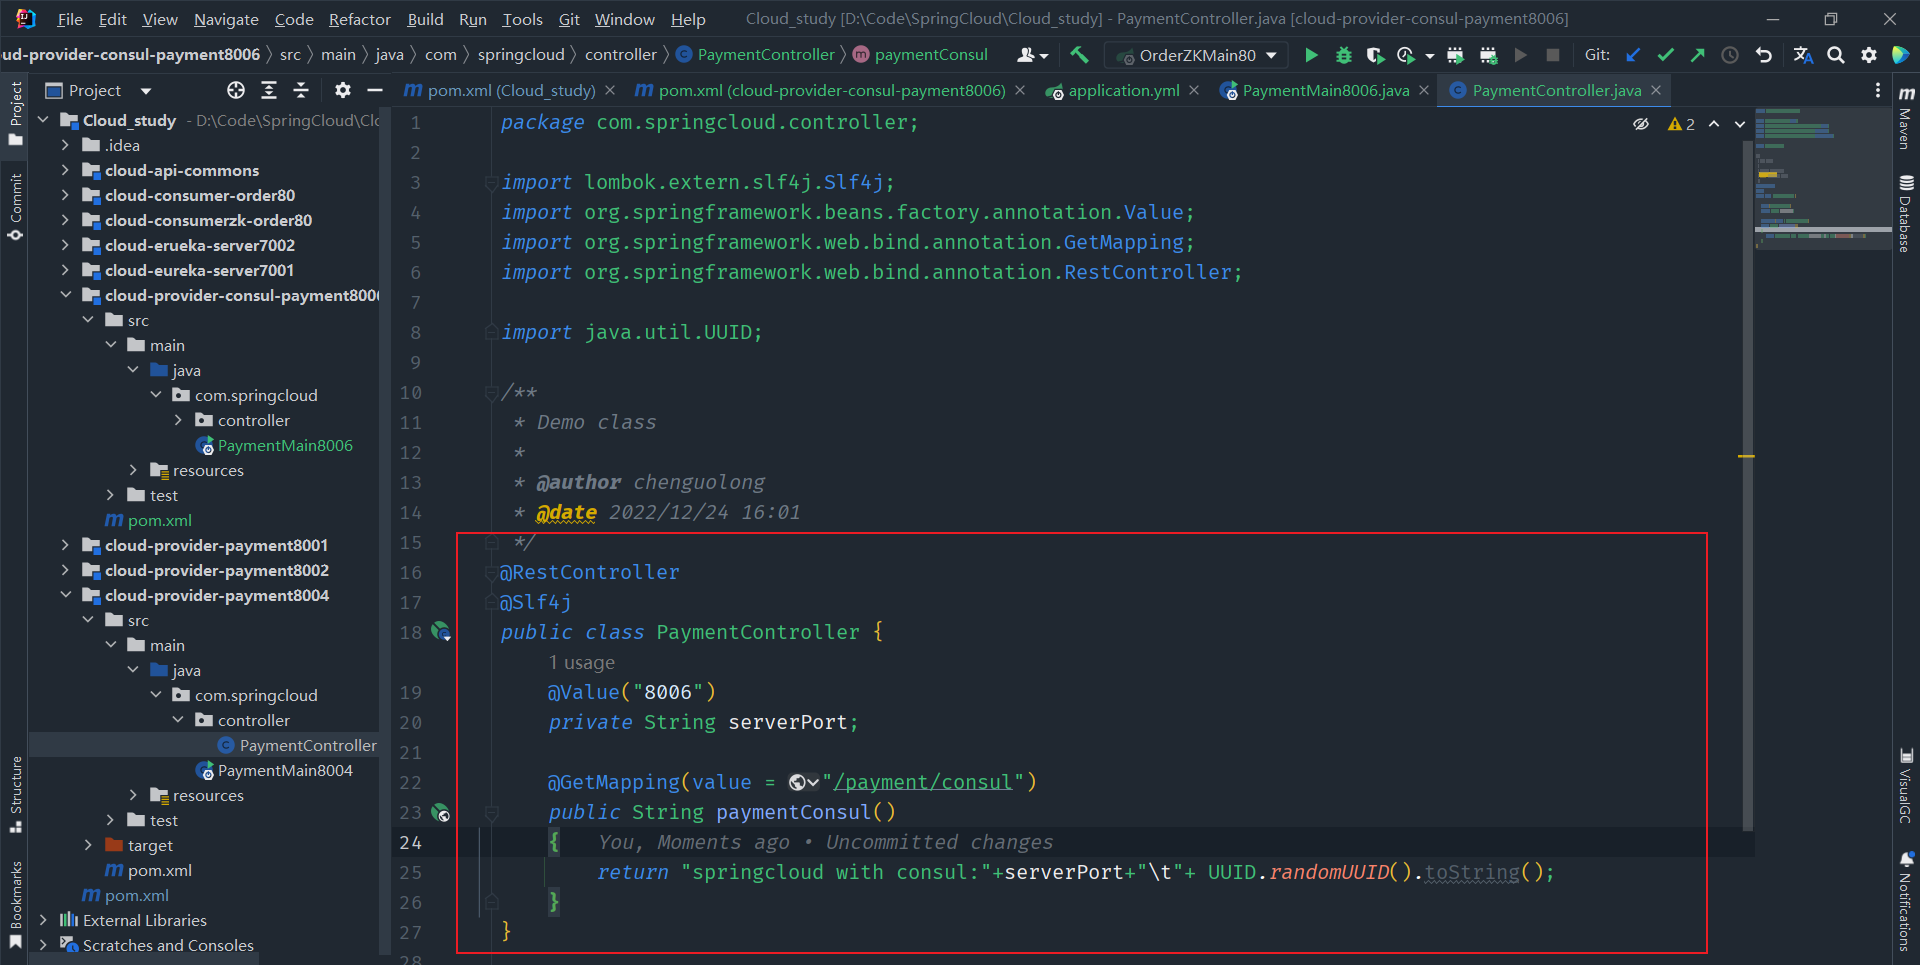 File Edit View Navigate Code Refactor Build Run Tools Git Window Help Cloud_study [D:\Code\SpringCloud\Cloud_study] - PaymentController.java [cloud-provider-consul-payment8006]
oud-provider-consul-payment8006 src main java com springcloud controller PaymentController m paymentConsul OrderZKMain80 Git:
Project
m pom.xml (Cloud_study) m pom.xml (cloud-provider-consul-payment8006) application.yml PaymentMain8006.java C PaymentController.java
Project
Commit
Structure
Bookmarks
Cloud_study - D:\Code\SpringCloud\Clo
.idea
cloud-api-commons
cloud-consumer-order80
cloud-consumerzk-order80
cloud-erueka-server7002
cloud-eureka-server7001
cloud-provider-consul-payment8006
src
main
java
com.springcloud
controller
PaymentMain8006
resources
test
m pom.xml
cloud-provider-payment8001
cloud-provider-payment8002
cloud-provider-payment8004
src
main
java
com.springcloud
controller
C PaymentController
PaymentMain8004
resources
test
target
m pom.xml
m pom.xml
External Libraries
Scratches and Consoles
2
1 package com.springcloud.controller;
2
3 import lombok.extern.slf4j.Slf4j;
4 import org.springframework.beans.factory.annotation.Value;
5 import org.springframework.web.bind.annotation.GetMapping;
6 import org.springframework.web.bind.annotation.RestController;
7
8 import java.util.UUID;
9
10 /**
11 * Demo class
12 *
13 * @author chenguolong
14 * @date 2022/12/24 16:01
15 */
16 @RestController
17 @Slf4j
18 public class PaymentController {
1 usage
19 @Value("8006")
20 private String serverPort;
21
22 @GetMapping(value = "/payment/consul")
23 public String paymentConsul()
24 { You, Moments ago • Uncommitted changes
25 return "springcloud with consul:"+serverPort+"\t"+ UUID.randomUUID().toString();
26 }
27 }
28
m Maven
Database
VisualGC
Notifications